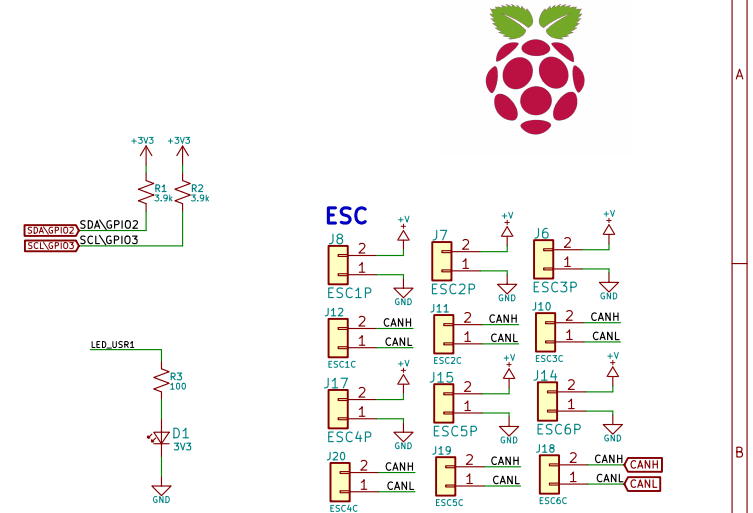 A
+3V3 +3V3
R1
3.9k
R2
3.9k
SDA\GPIO2 SDA\GPIO2
SCL\GPIO3 SCL\GPIO3
LED_USR1
R3
100
D1
3V3
GND
ESC
J8
2
1
+V
GND
ESC1P
J7
2
1
+V
GND
ESC2P
J6
2
1
+V
GND
ESC3P
J12
2 CANH
1 CANL
ESC1C
J11
2 CANH
1 CANL
ESC2C
J10
2 CANH
1 CANL
ESC3C
J17
2
1
+V
GND
ESC4P
J15
2
1
+V
GND
ESC5P
J14
2
1
+V
GND
ESC6P
J20
2 CANH
1 CANL
ESC4C
J19
2 CANH
1 CANL
ESC5C
J18
2 CANH CANH
1 CANL CANL
ESC6C
B